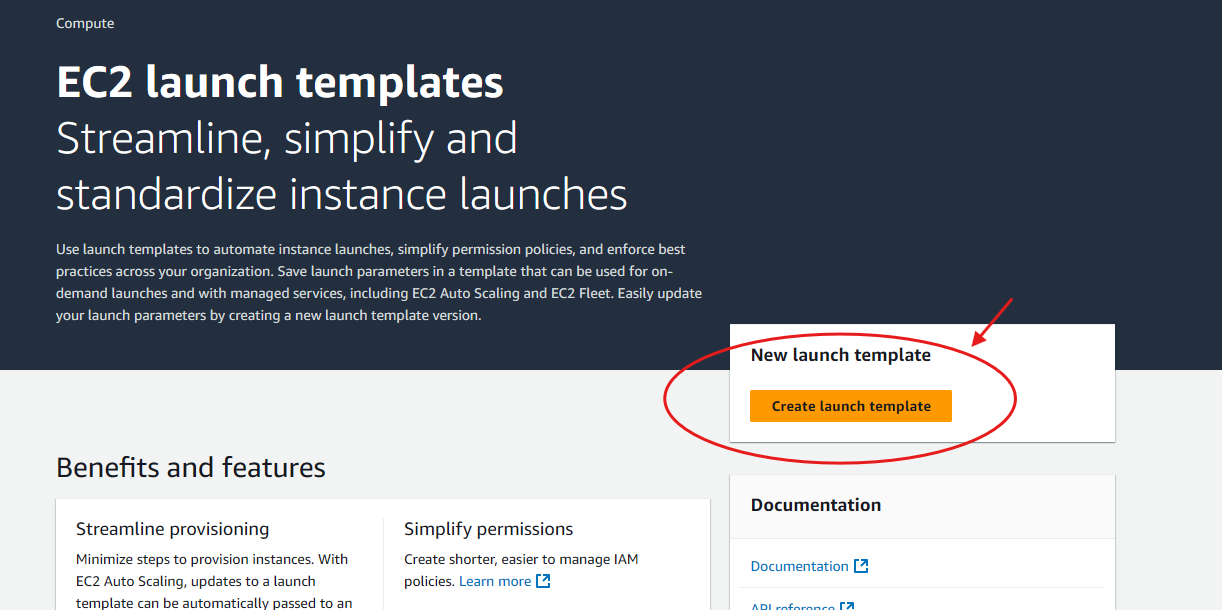 Compute
EC2 launch templates
Streamline, simplify and
standardize instance launches
Use launch templates to automate instance launches, simplify permission policies, and enforce best
practices across your organization. Save launch parameters in a template that can be used for on-
demand launches and with managed services, including EC2 Auto Scaling and EC2 Fleet. Easily update
your launch parameters by creating a new launch template version.
New launch template
Create launch template
Benefits and features
Streamline provisioning
Minimize steps to provision instances. With
EC2 Auto Scaling, updates to a launch
template can be automatically passed to an
Simplify permissions
Create shorter, easier to manage IAM
policies. Learn more
Documentation
Documentation
API reference